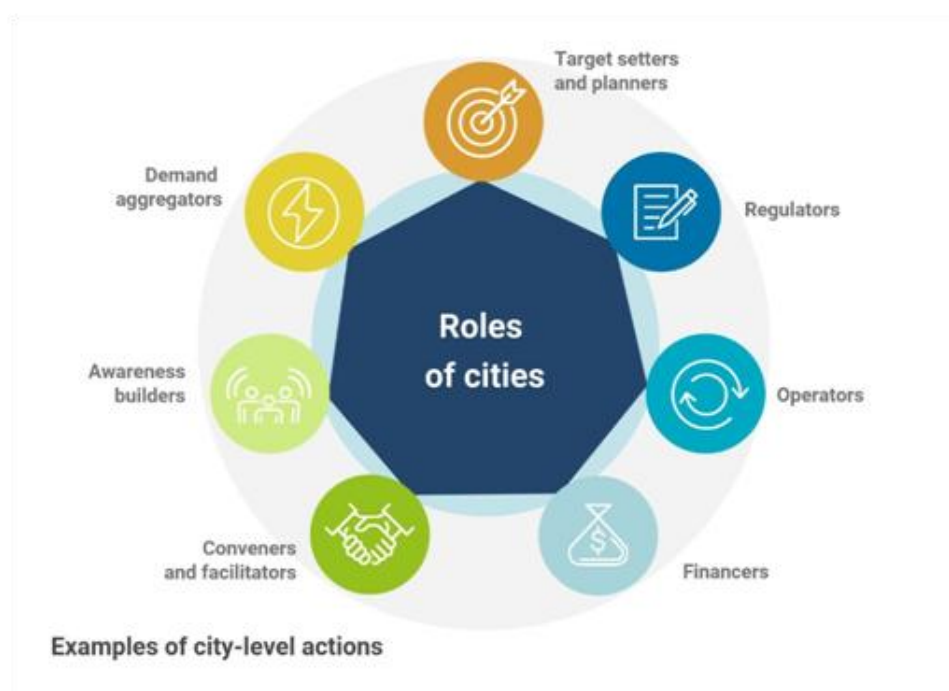 Target setters
and planners
Demand
aggregators
Regulators
Roles
of cities
Awareness
builders
Operators
$
Conveners
and facilitators
Financers
Examples of city-level actions